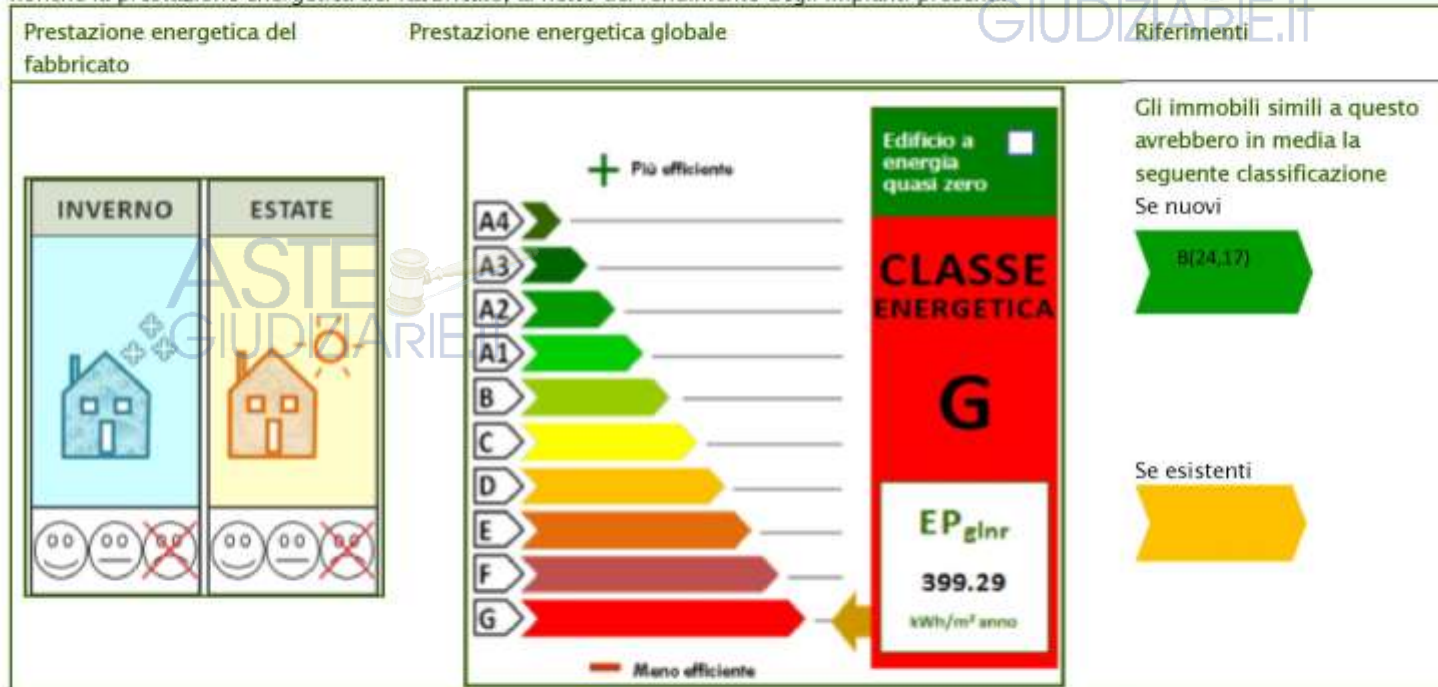 Prestazione energetica del
fabbricato
Prestazione energetica globale
Riferimenti
GIUDIZIARIE.IT
INVERNO
ESTATE
ASTE
GIUDIZIARIE.IT
Più efficiente
A4
A3
A2
A1
B
C
D
E
F
G
Meno efficiente
Edificio a
energia
quasi zero
CLASSE
ENERGETICA
G
EPglnr
399.29
kWh/m² anno
Gli immobili simili a questo
avrebbero in media la
seguente classificazione
Se nuovi
B(24,17)
Se esistenti